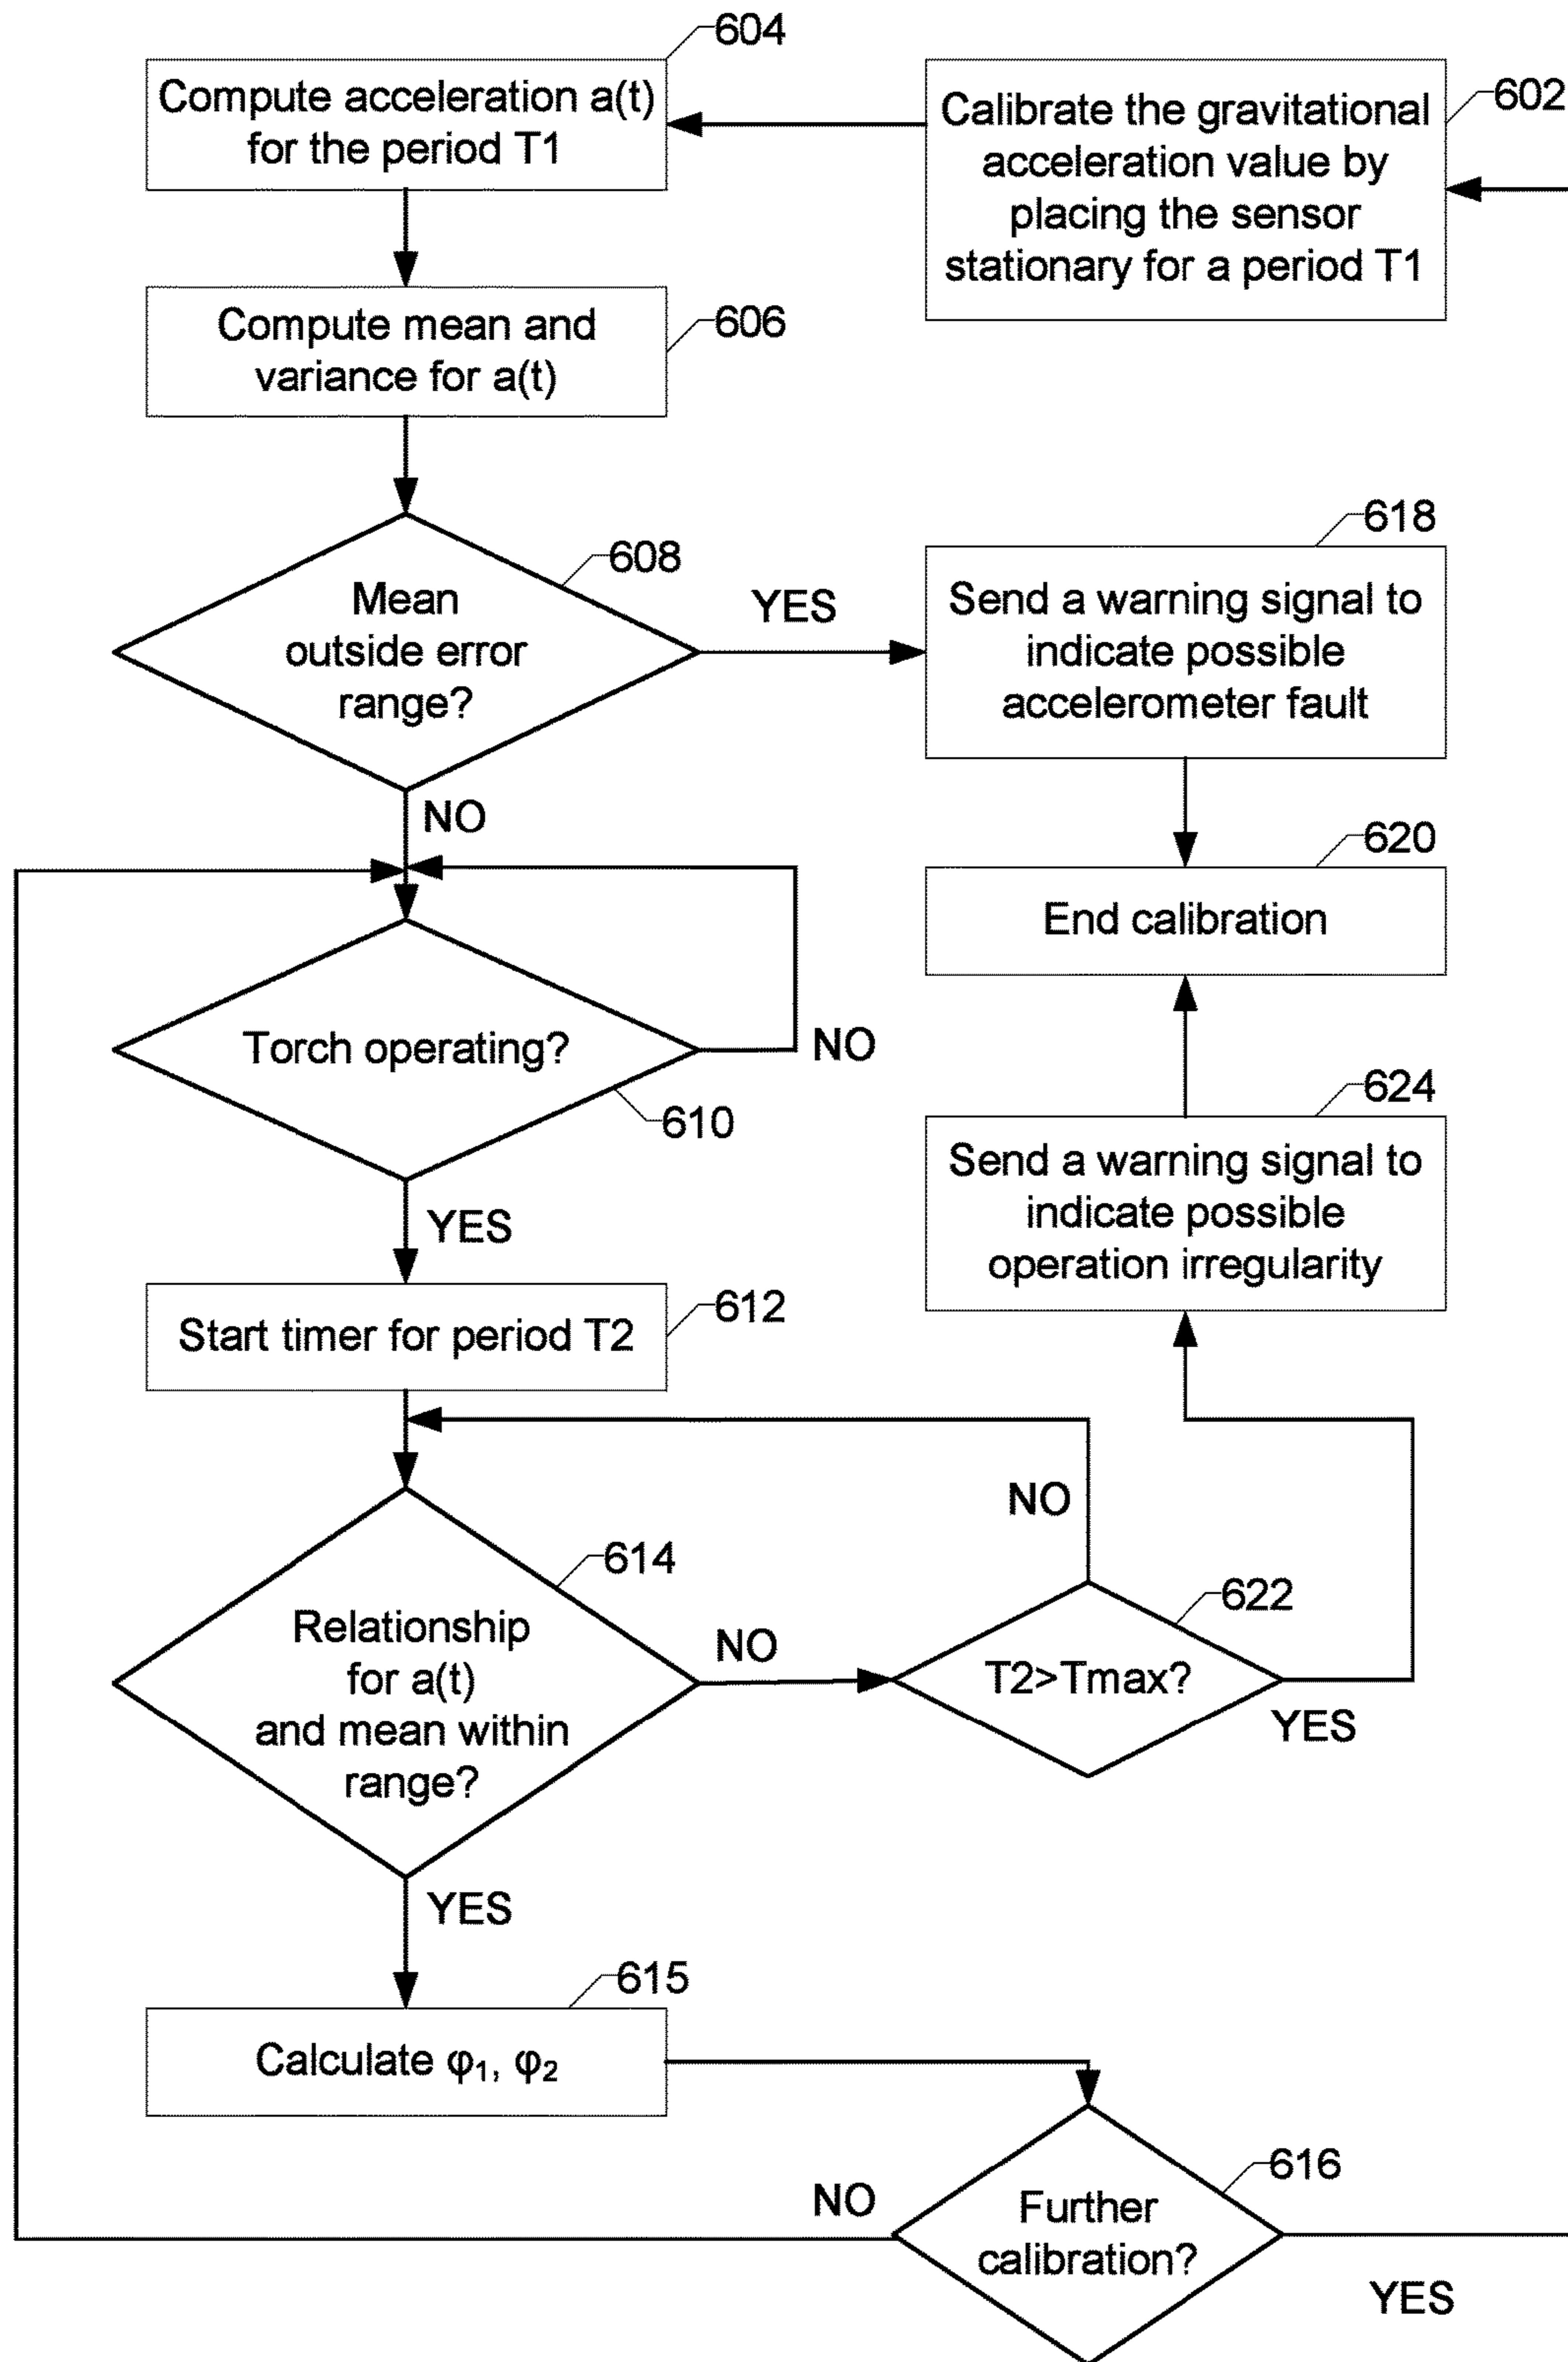 604
Compute acceleration a(t)
for the period T1
602
Calibrate the gravitational
acceleration value by
placing the sensor
stationary for a period T1
606
Compute mean and
variance for a(t)
608
Mean
outside error
range?
YES
NO
618
Send a warning signal to
indicate possible
accelerometer fault
620
End calibration
Torch operating?
NO
610
YES
624
Send a warning signal to
indicate possible
operation irregularity
612
Start timer for period T2
614
Relationship
for a(t)
and mean within
range?
NO
YES
622
T2>Tmax?
NO
YES
615
Calculate φ₁, φ₂
616
Further
calibration?
NO
YES